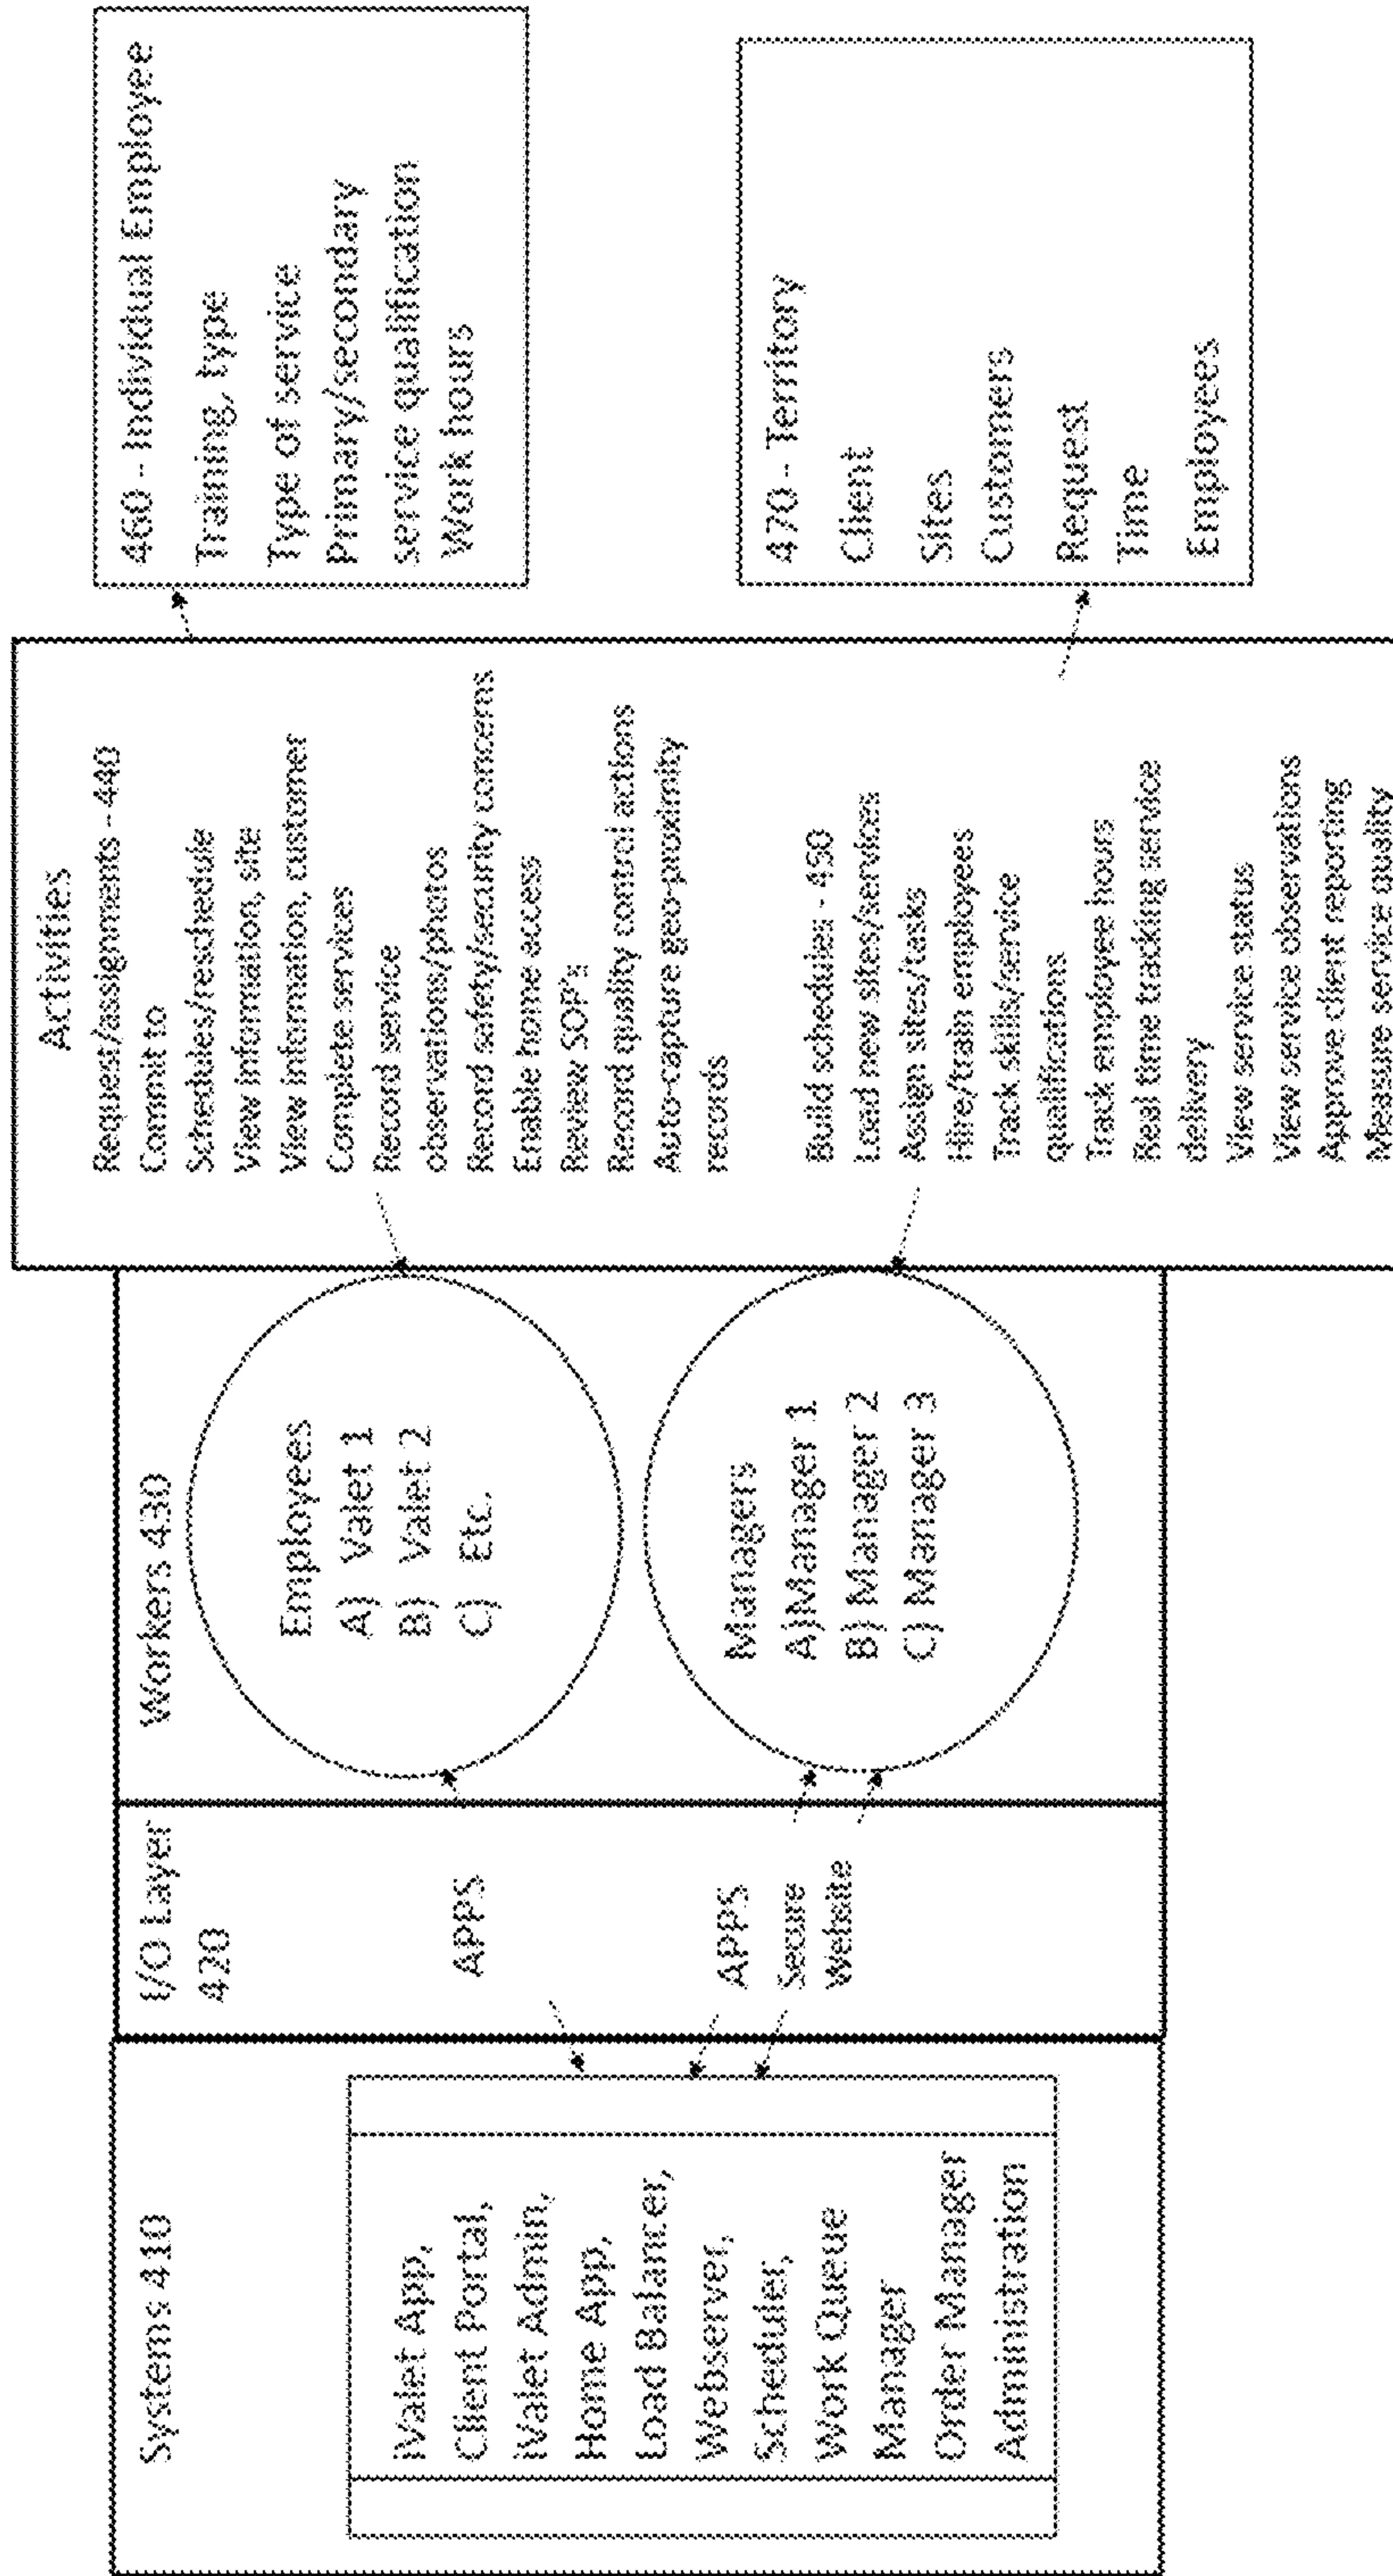 Systems 410
iValet App,
Client Portal,
iValet Admin,
Home App,
Load Balancer,
Webserver,
Scheduler,
Work Queue
Manager
Order Manager
Administration
I/O Layer
420
APPS
APPS
Secure
Website
Workers 430
Employees
A) Valet 1
B) Valet 2
C) Etc.
Managers
A)Manager 1
B) Manager 2
C) Manager 3
Activities
Request/assignments - 440
Commit to
Schedules/reschedule
View information, site
View information, customer
Complete services
Record service
observations/photos
Record safety/security concerns
Enable home access
Review SOP's
Record quality control actions
Auto-capture geo-proximity
records
Build schedules - 450
Load new sites/services
Assign sites/tasks
Hire/train employees
Track skills/service
qualifications
Track employee hours
Real time tracking service
delivery
View service status
View service observations
Approve client reporting
Measure service quality
460 - Individual Employee
Training, type
Type of service
Primary/secondary
service qualification
Work hours
470 - Territory
Client
Sites
Customers
Request
Time
Employees